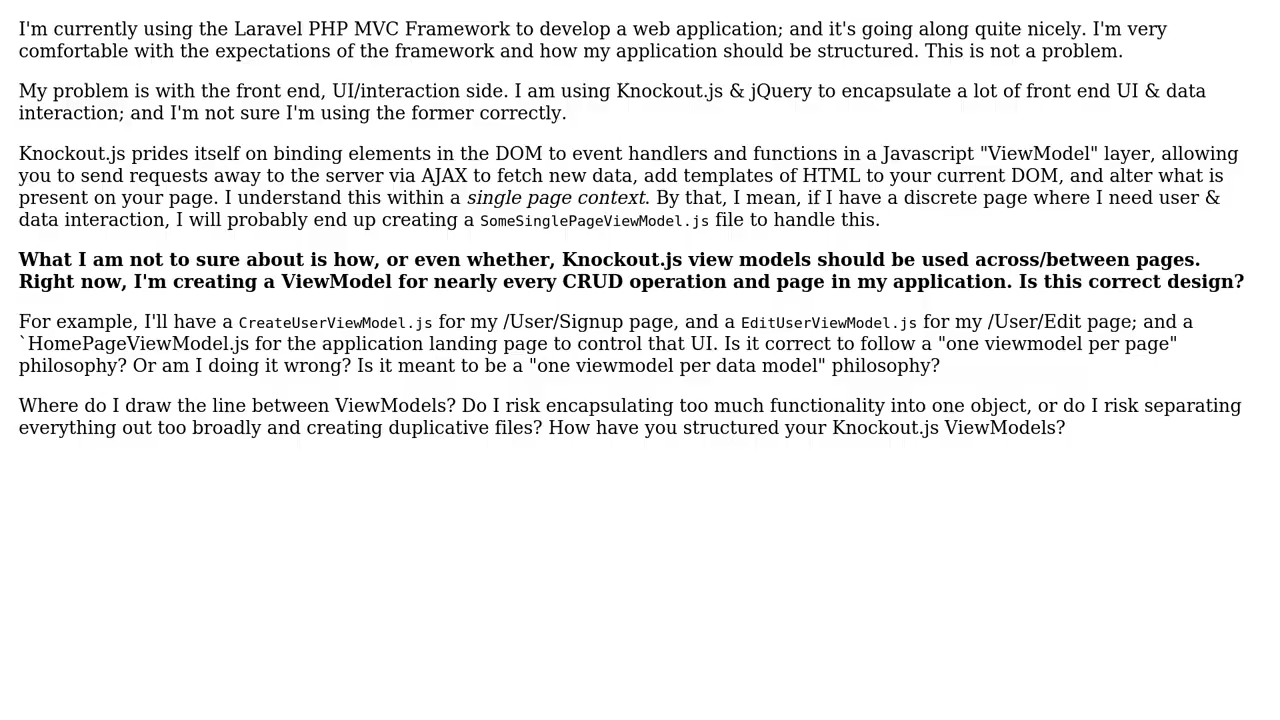 I'm currently using the Laravel PHP MVC Framework to develop a web application; and it's going along quite nicely. I'm very
comfortable with the expectations of the framework and how my application should be structured. This is not a problem.
My problem is with the front end, UI/interaction side. I am using Knockout.js & jQuery to encapsulate a lot of front end UI & data
interaction; and I'm not sure I'm using the former correctly.
Knockout.js prides itself on binding elements in the DOM to event handlers and functions in a Javascript "ViewModel" layer, allowing
you to send requests away to the server via AJAX to fetch new data, add templates of HTML to your current DOM, and alter what is
present on your page. I understand this within a single page context. By that, I mean, if I have a discrete page where I need user &
data interaction, I will probably end up creating a SomeSinglePageViewModel.js file to handle this.
What I am not to sure about is how, or even whether, Knockout.js view models should be used across/between pages.
Right now, I'm creating a ViewModel for nearly every CRUD operation and page in my application. Is this correct design?
For example, I'll have a CreateUserViewModel.js for my /User/Signup page, and a EditUserViewModel.js for my /User/Edit page; and a
`HomePageViewModel.js for the application landing page to control that UI. Is it correct to follow a "one viewmodel per page"
philosophy? Or am I doing it wrong? Is it meant to be a "one viewmodel per data model" philosophy?
Where do I draw the line between ViewModels? Do I risk encapsulating too much functionality into one object, or do I risk separating
everything out too broadly and creating duplicative files? How have you structured your Knockout.js ViewModels?